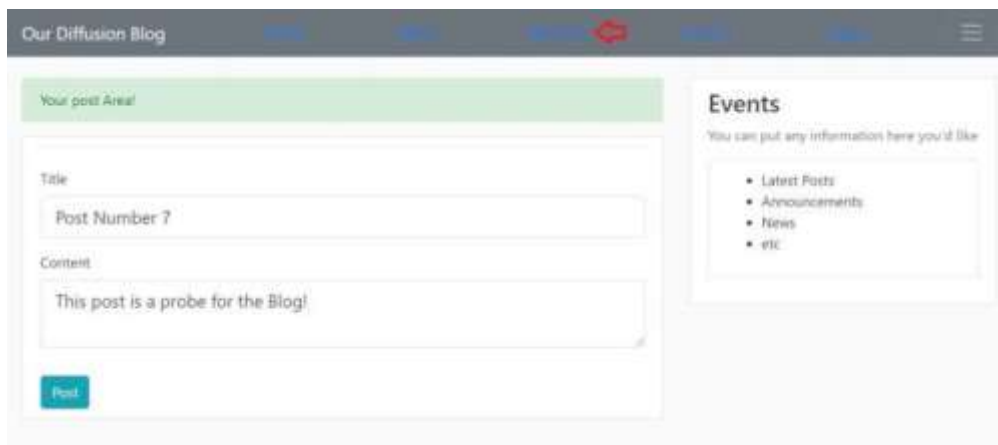 Our Diffusion Blog
Your post Area!
Title
Post Number 7
Content
This post is a probe for the Blog!
Post
Events
You can put any information here you'd like
Latest Posts
Announcements
News
etc